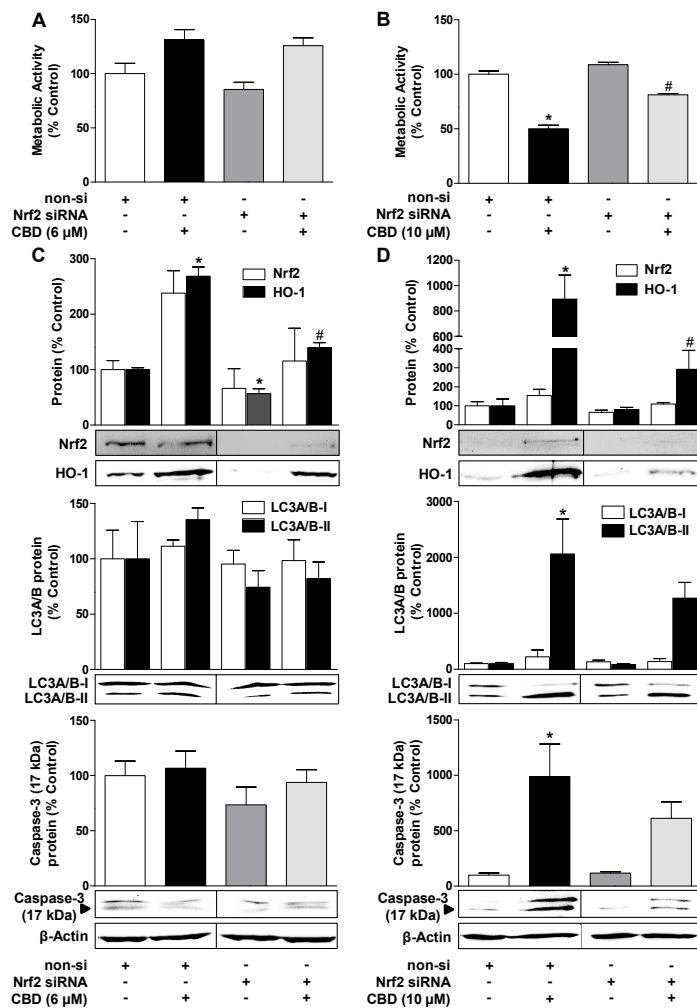 A
Metabolic Activity
(% Control)
150
100
50
0
non-si + + - -
Nrf2 siRNA - - + +
CBD (6 µM) - + - +
B
Metabolic Activity
(% Control)
150
100
50
0
*
#
non-si + + - -
Nrf2 siRNA - - + +
CBD (10 µM) - + - +
C
Protein (% Control)
300
200
100
0
Nrf2
HO-1
*
*
#
Nrf2
HO-1
LC3A/B protein
(% Control)
150
100
50
0
LC3A/B-I
LC3A/B-II
LC3A/B-I
LC3A/B-II
Caspase-3 (17 kDa)
protein (% Control)
150
100
50
0
Caspase-3
(17 kDa)
β-Actin
non-si + + - -
Nrf2 siRNA - - + +
CBD (6 µM) - + - +
D
Protein (% Control)
1200
1000
800
600
400
300
200
100
0
Nrf2
HO-1
*
#
Nrf2
HO-1
LC3A/B protein
(% Control)
3000
2000
1000
0
LC3A/B-I
LC3A/B-II
*
LC3A/B-I
LC3A/B-II
Caspase-3 (17 kDa)
protein (% Control)
1500
1000
500
0
*
Caspase-3
(17 kDa)
β-Actin
non-si + + - -
Nrf2 siRNA - - + +
CBD (10 µM) - + - +